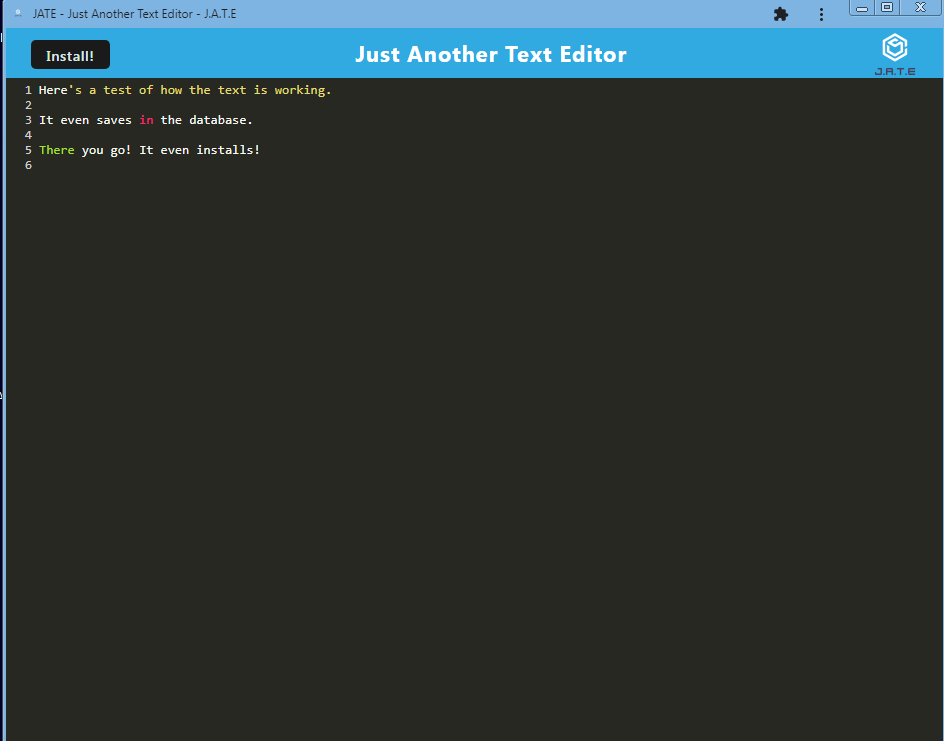 JATE - Just Another Text Editor - J.A.T.E
Install!
Just Another Text Editor
J.A.T.E
1 Here's a test of how the text is working.
2
3 It even saves in the database.
4
5 There you go! It even installs!
6